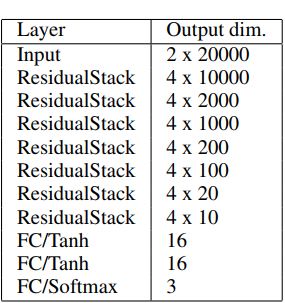 Layer Output dim.
Input 2 x 20000
ResidualStack 4 x 10000
ResidualStack 4 x 2000
ResidualStack 4 x 1000
ResidualStack 4 x 200
ResidualStack 4 x 100
ResidualStack 4 x 20
ResidualStack 4 x 10
FC/Tanh 16
FC/Tanh 16
FC/Softmax 3